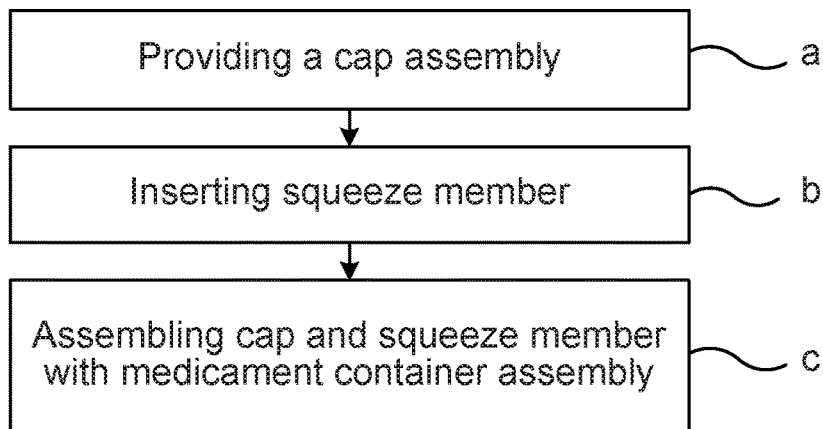 Providing a cap assembly
a
Inserting squeeze member
b
Assembling cap and squeeze member
with medicament container assembly
c